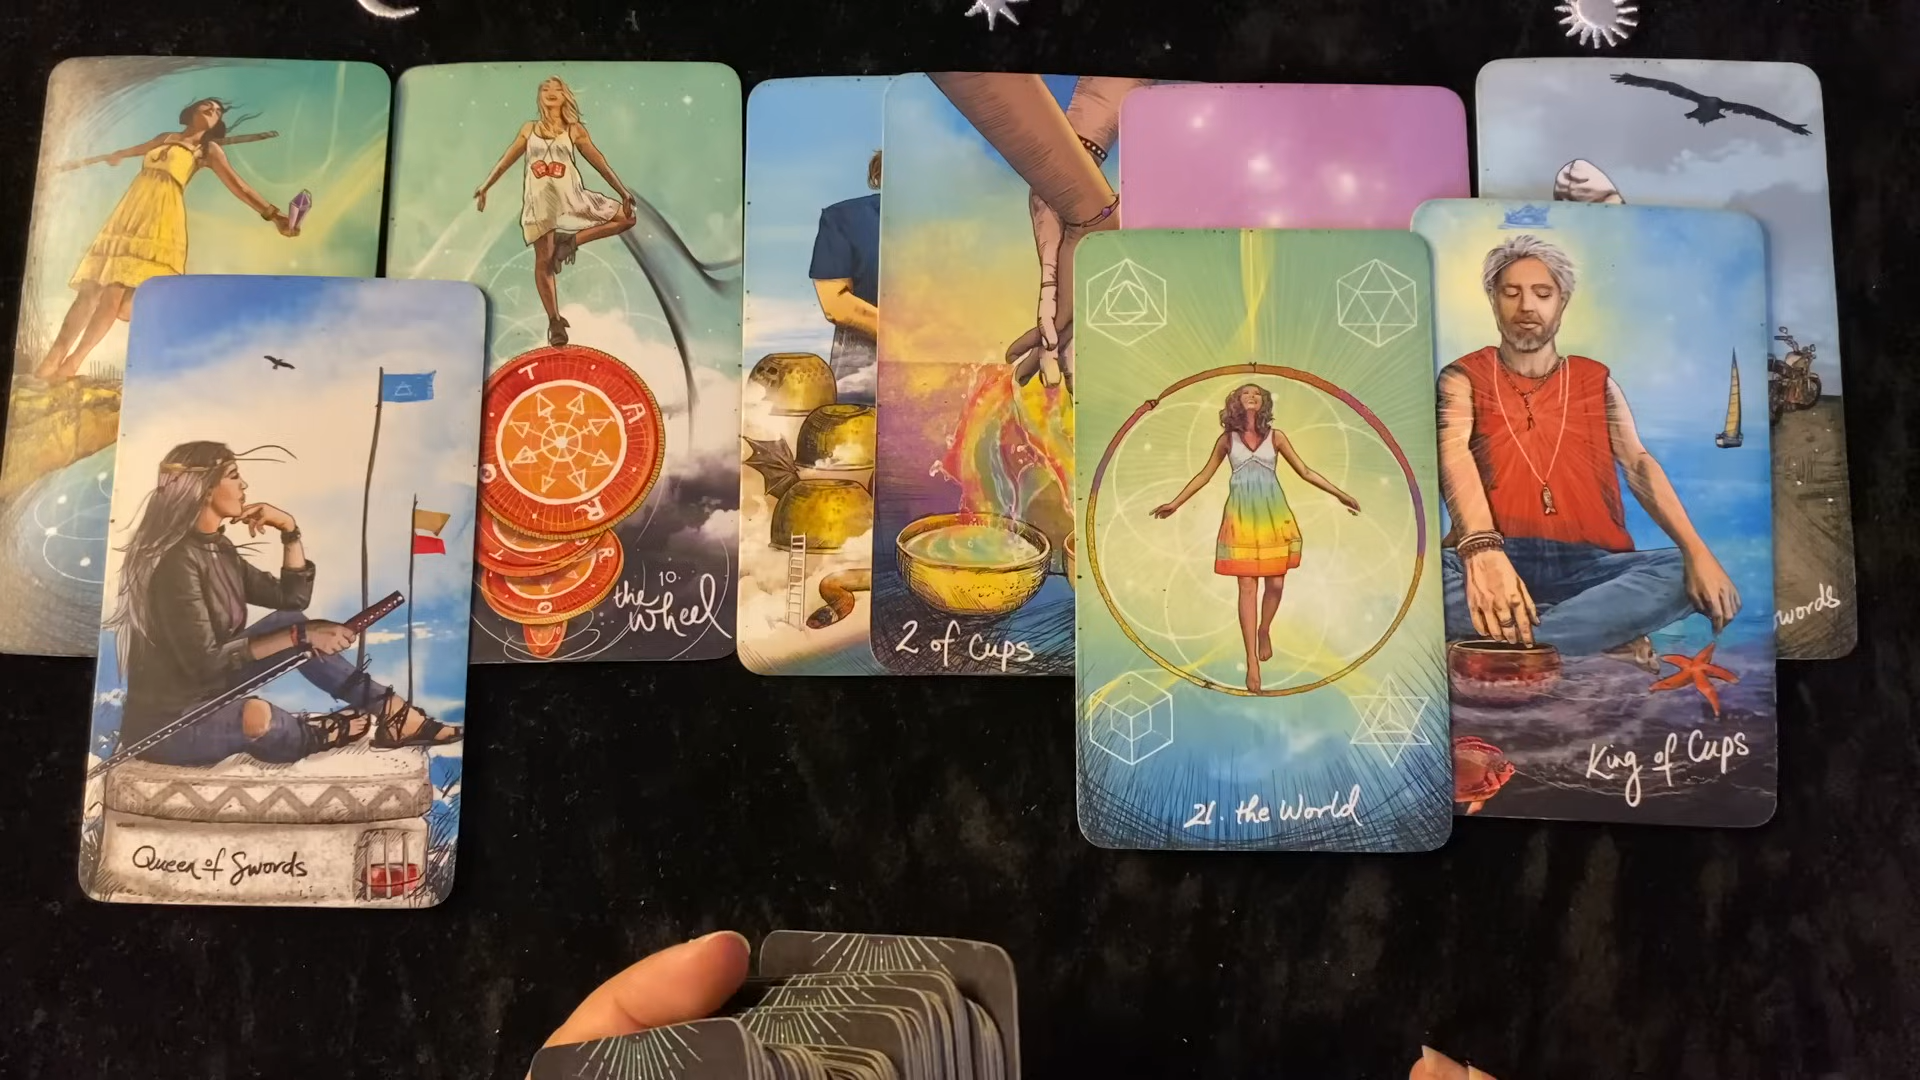 T A R O T
10.
the
Wheel
2 of Cups
words
21. the World
King of Cups
Queen of Swords